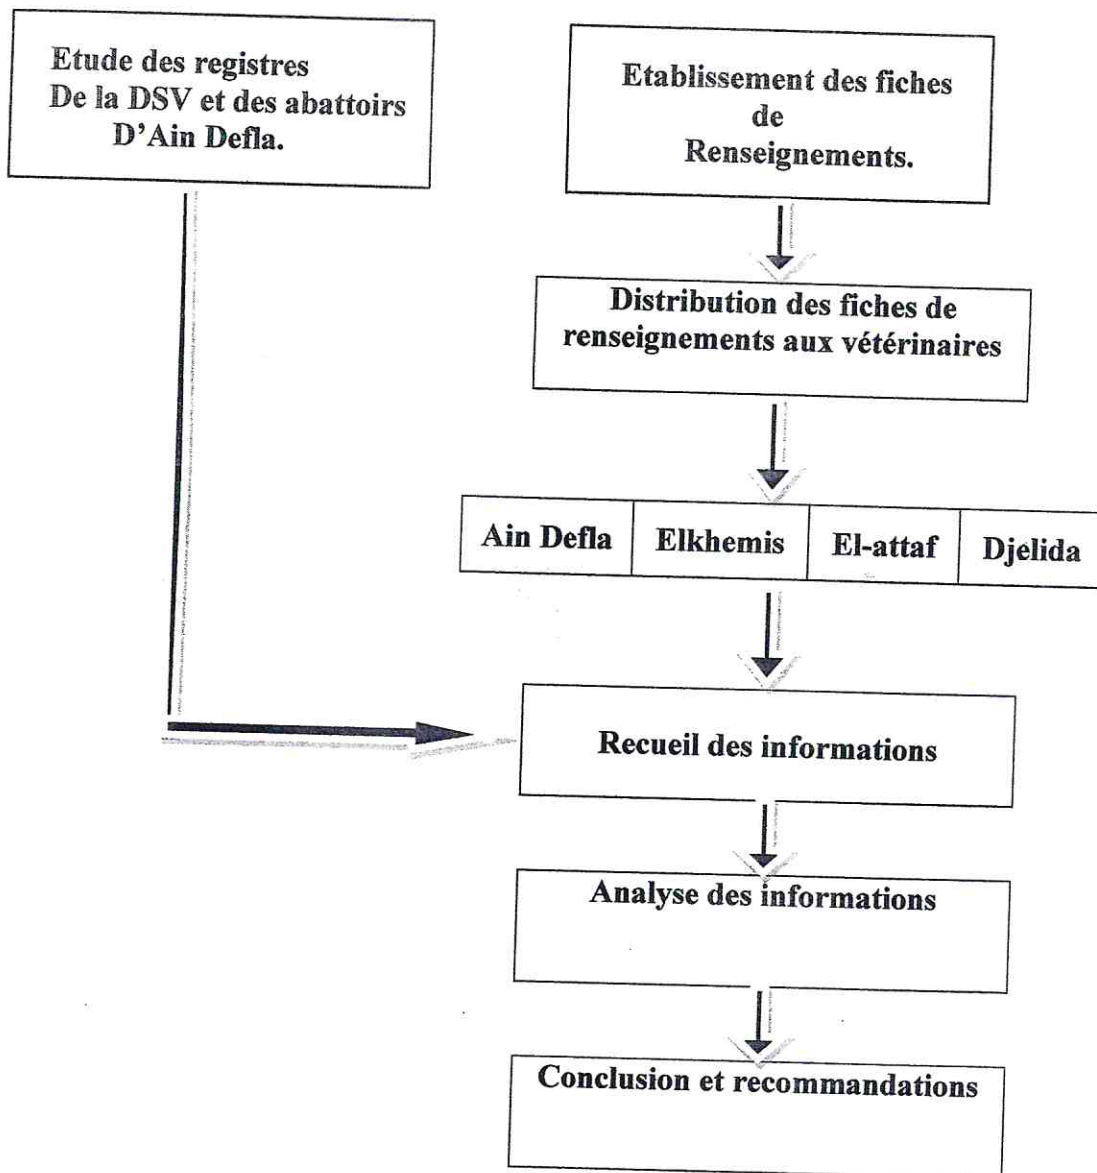 Etude des registres
De la DSV et des abattoirs
D'Ain Defla.
Etablissement des fiches
de
Renseignements.
Distribution des fiches de
renseignements aux vétérinaires
Ain Defla
Elkhemis
El-attaf
Djelida
Recueil des informations
Analyse des informations
Conclusion et recommandations